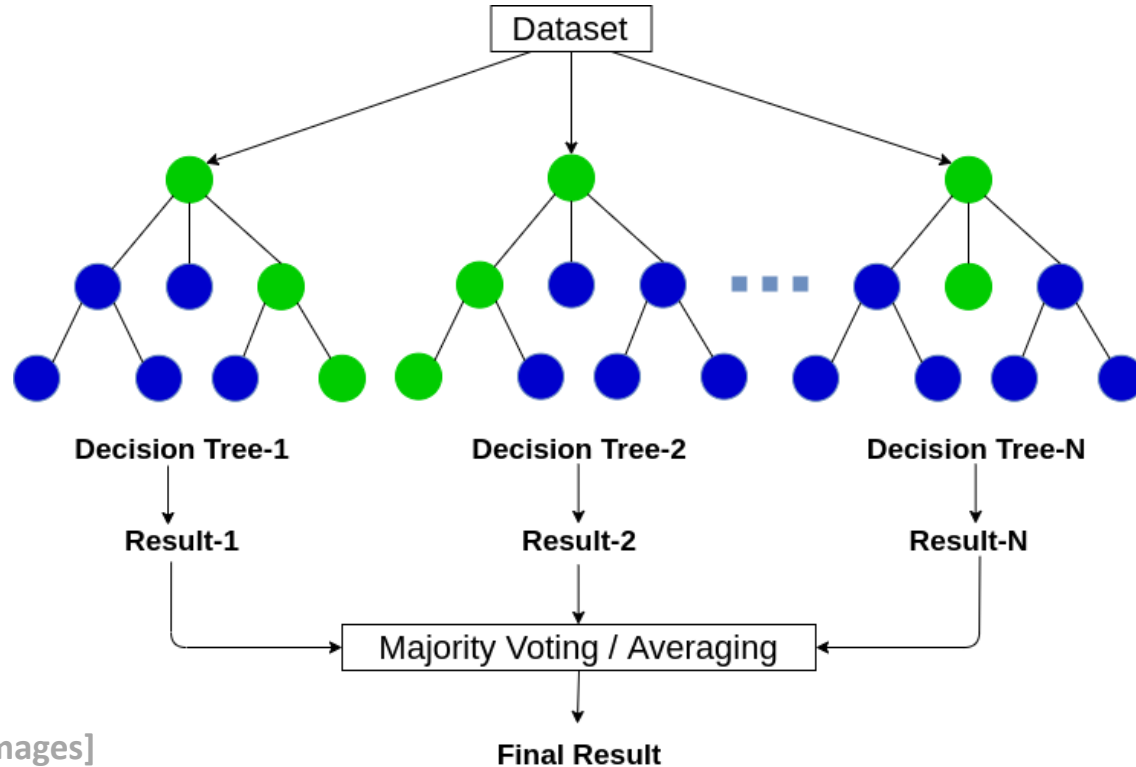 Dataset
Decision Tree-1
Decision Tree-2
Decision Tree-N
Result-1
Result-2
Result-N
Majority Voting / Averaging
Final Result